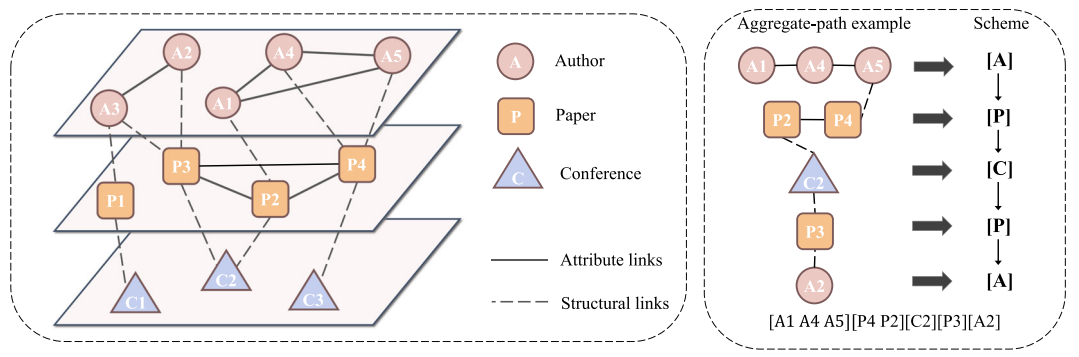 A2
A4
A5
A3
A1
P3
P4
P1
P2
C1
C2
C3
A
Author
P
Paper
C
Conference
Attribute links
Structural links
Aggregate-path example
Scheme
A1 A4 A5 [A]
P2 P4 [P]
C2 [C]
P3 [P]
A2 [A]
[A1 A4 A5][P4 P2][C2][P3][A2]